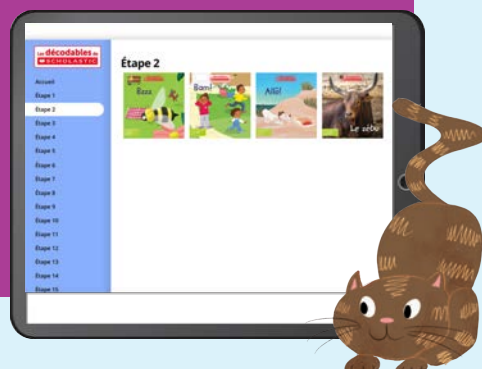 Les décodables de
SCHOLASTIC
Accueil
Étape 1
Étape 2
Étape 3
Étape 4
Étape 5
Étape 6
Étape 7
Étape 8
Étape 9
Étape 10
Étape 11
Étape 12
Étape 13
Étape 14
Étape 15
Étape 2
Bzzz
Bam!
Allô!
Le zébu